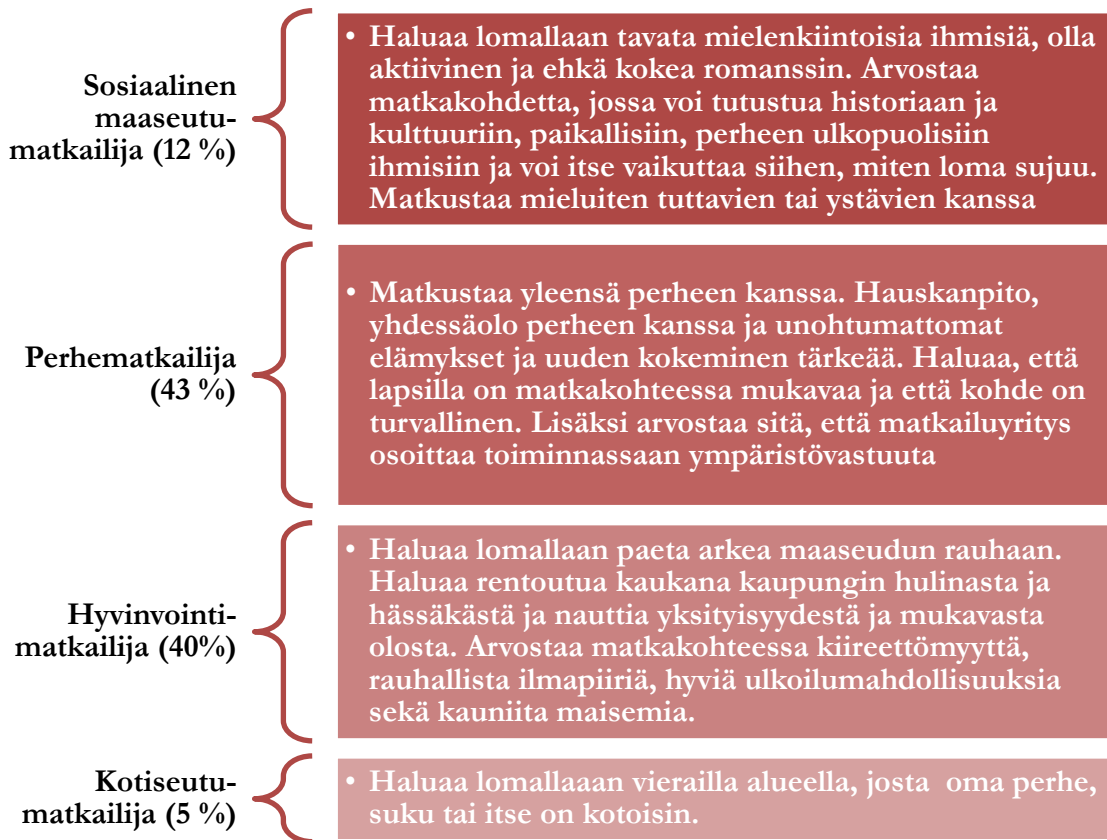 Sosiaalinen
maaseutu-
matkailija (12 %)
• Haluaa lomallaan tavata mielenkiintoisia ihmisiä, olla
aktiivinen ja ehkä kokea romanssin. Arvostaa
matkakohdetta, jossa voi tutustua historiaan ja
kulttuuriin, paikallisiin, perheen ulkopuolisiin
ihmisiin ja voi itse vaikuttaa siihen, miten loma sujuu.
Matkustaa mieluiten tuttavien tai ystävien kanssa
Perhematkailija
(43 %)
• Matkustaa yleensä perheen kanssa. Hauskanpito,
yhdessäolo perheen kanssa ja unohtumattomat
elämykset ja uuden kokeminen tärkeää. Haluaa, että
lapsilla on matkakohteessa mukavaa ja että kohde on
turvallinen. Lisäksi arvostaa sitä, että matkailuyritys
osoittaa toiminnassaan ympäristövastuuta
Hyvinvointi-
matkailija (40%)
• Haluaa lomallaan paeta arkea maaseudun rauhaan.
Haluaa rentoutua kaukana kaupungin hulinasta ja
hässäkästä ja nauttia yksityisyydestä ja mukavasta
olosta. Arvostaa matkakohteessa kiireettömyyttä,
rauhallista ilmapiiriä, hyviä ulkoilumahdollisuuksia
sekä kauniita maisemia.
Kotiseutu-
matkailija (5 %)
• Haluaa lomallaaan vierailla alueella, josta oma perhe,
suku tai itse on kotoisin.